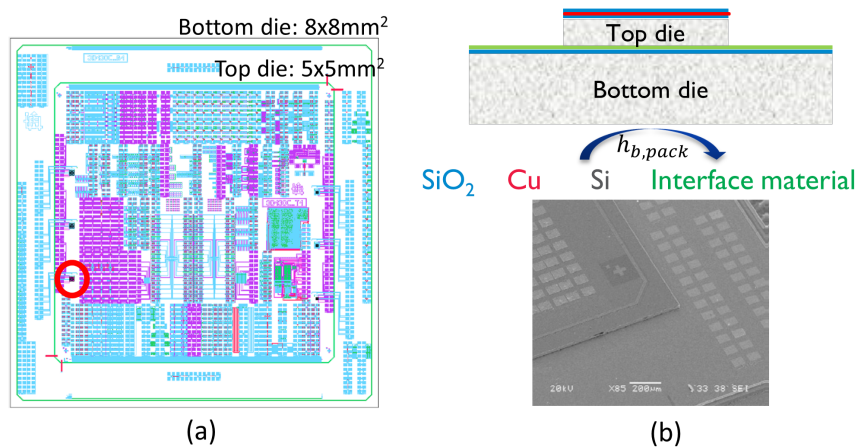 Bottom die: 8x8mm²
Top die: 5x5mm²
(a)
Top die
Bottom die
h_b,pack
SiO₂ Cu Si Interface material
20kV X85 200μm
(b)